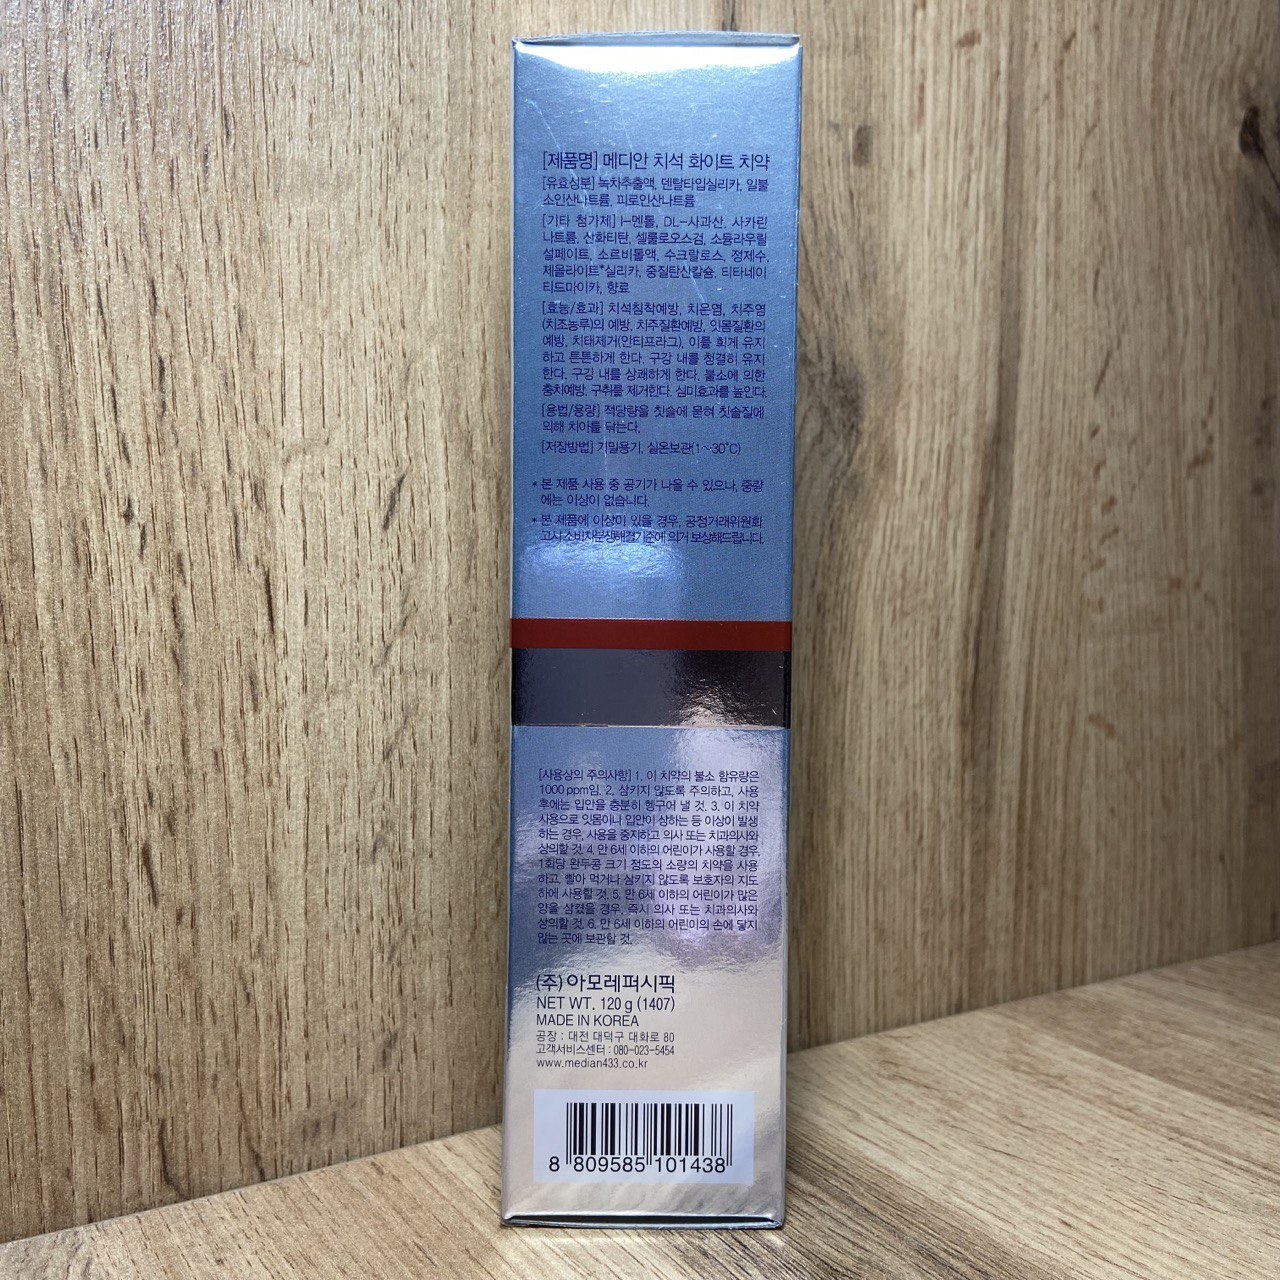 [제품명] 메디안 치석 화이트 치약
[유효성분] 녹차추출액, 덴탈타입실리카, 일불
소인산나트륨, 피로인산나트륨
[기타 첨가제] l-멘톨, DL-사과산, 사카린
나트륨, 산화티탄, 셀룰로오스검, 소듐라우릴
설페이트, 소르비톨액, 수크랄로스, 정제수,
제올라이트*실리카, 중질탄산칼슘, 티타네이
티드마이카, 향료
[효능/효과] 치석침착예방, 치은염, 치주염
(치조농루)의 예방, 치주질환예방, 잇몸질환의
예방, 치태제거(안티프라그), 이를 희게 유지
하고 튼튼하게 한다. 구강 내를 청결히 유지
한다. 구강 내를 상쾌하게 한다. 불소에 의한
충치예방. 구취를 제거한다. 심미효과를 높인다.
[용법/용량] 적당량을 칫솔에 묻혀 칫솔질에
의해 치아를 닦는다.
[저장방법] 기밀용기, 실온보관(1~30°C)
* 본 제품 사용 중 공기가 나올 수 있으나, 중량
에는 이상이 없습니다.
* 본 제품에 이상이 있을 경우, 공정거래위원회
고시 소비자분쟁해결기준에 의거 보상해드립니다.
[사용상의 주의사항] 1. 이 치약의 불소 함유량은
1000 ppm임. 2. 삼키지 않도록 주의하고, 사용
후에는 입안을 충분히 헹구어 낼 것. 3. 이 치약
사용으로 잇몸이나 입안이 상하는 등 이상이 발생
하는 경우, 사용을 중지하고 의사 또는 치과의사와
상의할 것. 4. 만 6세 이하의 어린이가 사용할 경우,
1회당 완두콩 크기 정도의 소량의 치약을 사용
하고, 빨아 먹거나 삼키지 않도록 보호자의 지도
하에 사용할 것. 5. 만 6세 이하의 어린이가 많은
양을 삼켰을 경우, 즉시 의사 또는 치과의사와
상의할 것. 6. 만 6세 이하의 어린이의 손에 닿지
않는 곳에 보관할 것.
(주) 아모레퍼시픽
NET WT. 120 g (1407)
MADE IN KOREA
공장 : 대전 대덕구 대화로 80
고객서비스센터 : 080-023-5454
www.median433.co.kr
8 809585 101438